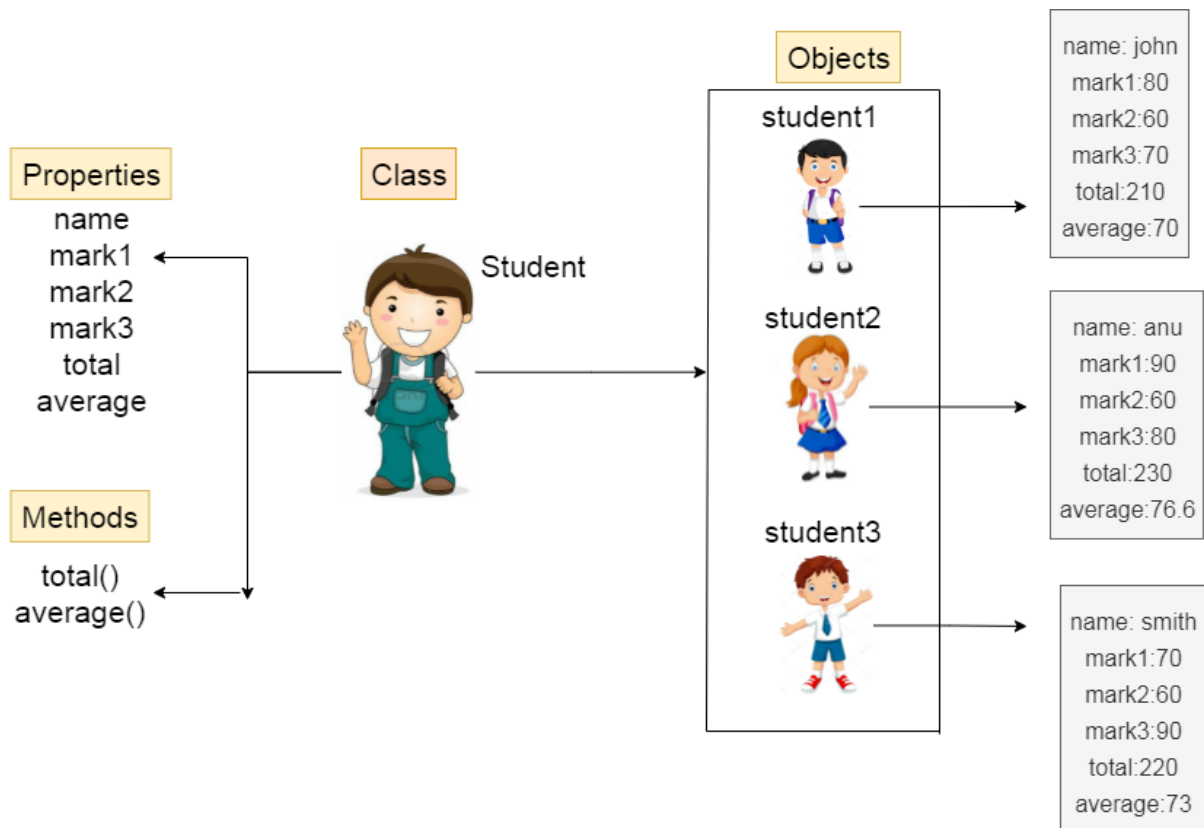 Properties
name
mark1
mark2
mark3
total
average
Methods
total()
average()
Class
Student
Objects
student1
student2
student3
name: john
mark1:80
mark2:60
mark3:70
total:210
average:70
name: anu
mark1:90
mark2:60
mark3:80
total:230
average:76.6
name: smith
mark1:70
mark2:60
mark3:90
total:220
average:73